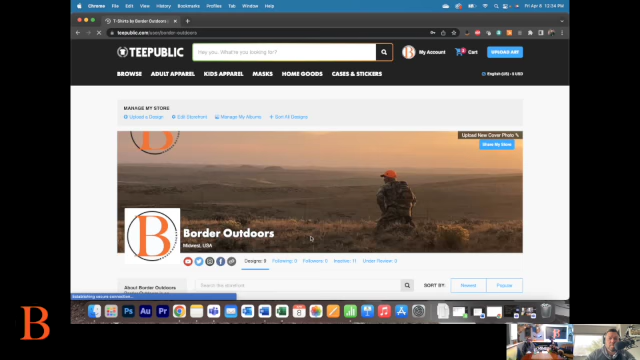 Chrome File Edit View History Bookmarks Profiles Tab Window Help
Fri Apr 8 12:34 PM
T-Shirts by Border Outdoors
teepublic.com/user/border-outdoors
TEEPUBLIC
Hey you. What're you looking for?
My Account
Cart
UPLOAD ART
BROWSE ADULT APPAREL KIDS APPAREL MASKS HOME GOODS CASES & STICKERS
English (US) - $ USD
MANAGE MY STORE
Upload a Design Edit Storefront Manage My Albums Sort All Designs
Upload New Cover Photo
Share My Store
B
Border Outdoors
Midwest, USA
Designs: 9 Following: 0 Followers: 0 Inactive: 11 Under Review: 0
About Border Outdoors
Search this storefront
SORT BY: Newest Popular
Establishing secure connection...
B